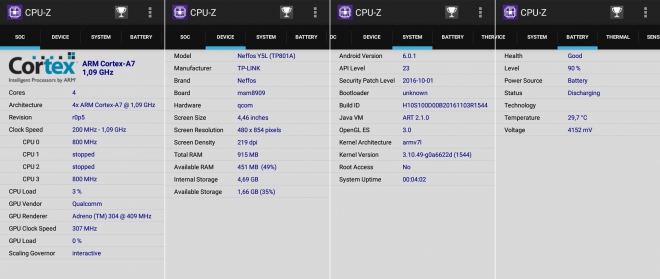 CPU-Z
SOC DEVICE SYSTEM BATTERY
Cortex
Intelligent Processors by ARM®
ARM Cortex-A7
1,09 GHz
Cores 4
Architecture 4x ARM Cortex-A7 @ 1,09 GHz
Revision r0p5
Clock Speed 200 MHz - 1,09 GHz
CPU 0 800 MHz
CPU 1 stopped
CPU 2 stopped
CPU 3 800 MHz
CPU Load 3 %
GPU Vendor Qualcomm
GPU Renderer Adreno (TM) 304 @ 409 MHz
GPU Clock Speed 307 MHz
GPU Load 0 %
Scaling Governor interactive
CPU-Z
SOC DEVICE SYSTEM BATTERY
Model Neffos Y5L (TP801A)
Manufacturer TP-LINK
Brand Neffos
Board msm8909
Hardware qcom
Screen Size 4,46 inches
Screen Resolution 480 x 854 pixels
Screen Density 219 dpi
Total RAM 915 MB
Available RAM 451 MB (49%)
Internal Storage 4,69 GB
Available Storage 1,66 GB (35%)
CPU-Z
SOC DEVICE SYSTEM BATTERY THE
Android Version 6.0.1
API Level 23
Security Patch Level 2016-10-01
Bootloader unknown
Build ID H10S100D00B20161103R1544
Java VM ART 2.1.0
OpenGL ES 3.0
Kernel Architecture armv7l
Kernel Version 3.10.49-g0a6622d (1544)
Root Access No
System Uptime 00:04:02
CPU-Z
VICE SYSTEM BATTERY THERMAL SENS
Health Good
Level 90 %
Power Source Battery
Status Discharging
Technology
Temperature 29,7 °C
Voltage 4152 mV